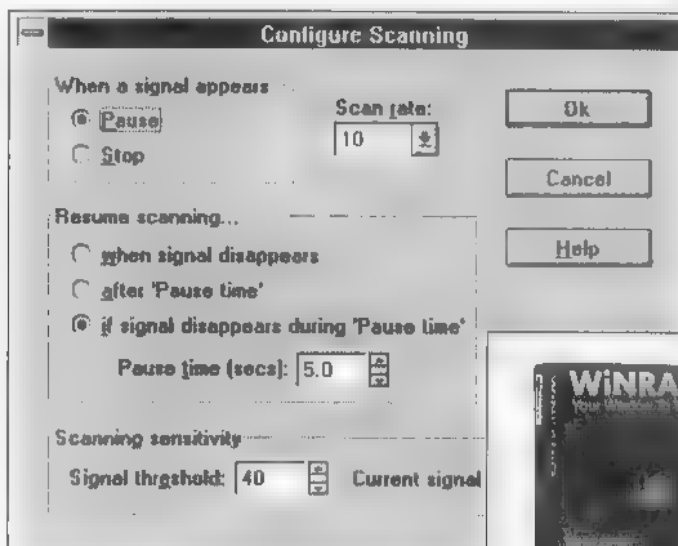 Configure Scanning
When a signal appears
Pause
Stop
Scan rate:
10
Ok
Cancel
Help
Resume scanning...
when signal disappears
after 'Pause time'
if signal disappears during 'Pause time'
Pause time (secs): 5.0
Scanning sensitivity
Signal threshold: 40
Current signal
WiNRA